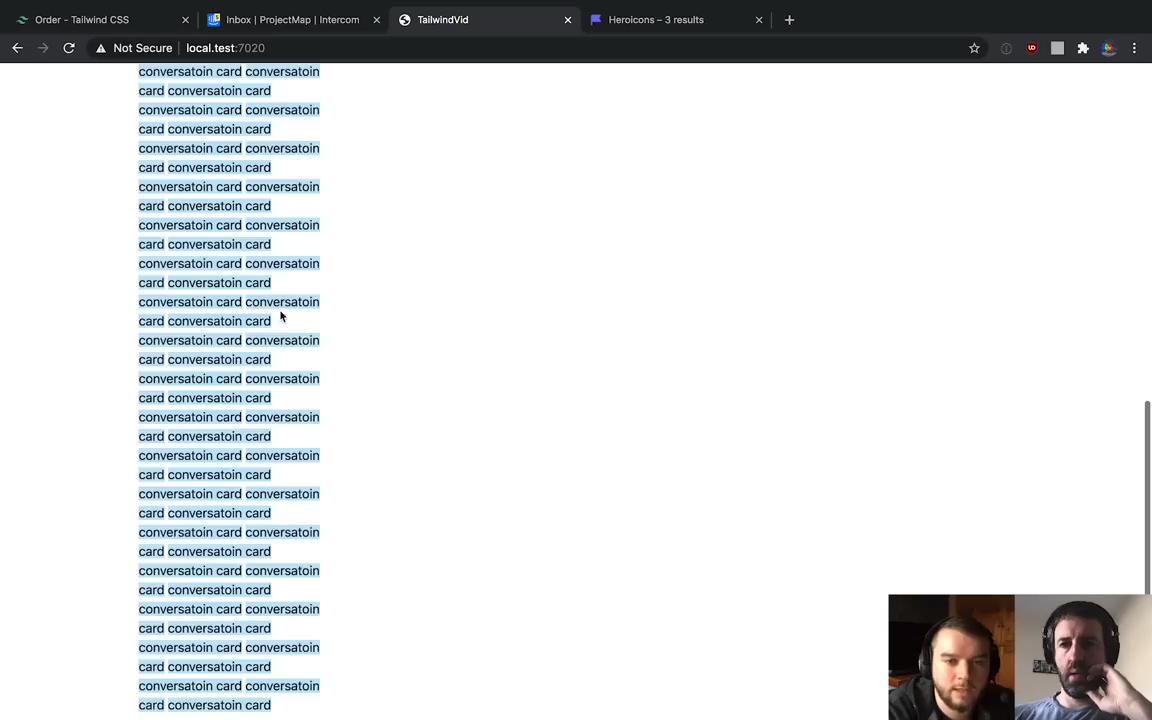 Order - Tailwind CSS
Inbox | ProjectMap | Intercom
TailwindVid
Heroicons – 3 results
Not Secure | local.test:7020
conversatoin card conversatoin
card conversatoin card
conversatoin card conversatoin
card conversatoin card
conversatoin card conversatoin
card conversatoin card
conversatoin card conversatoin
card conversatoin card
conversatoin card conversatoin
card conversatoin card
conversatoin card conversatoin
card conversatoin card
conversatoin card conversatoin
card conversatoin card
conversatoin card conversatoin
card conversatoin card
conversatoin card conversatoin
card conversatoin card
conversatoin card conversatoin
card conversatoin card
conversatoin card conversatoin
card conversatoin card
conversatoin card conversatoin
card conversatoin card
conversatoin card conversatoin
card conversatoin card
conversatoin card conversatoin
card conversatoin card
conversatoin card conversatoin
card conversatoin card
conversatoin card conversatoin
card conversatoin card
conversatoin card conversatoin
card conversatoin card